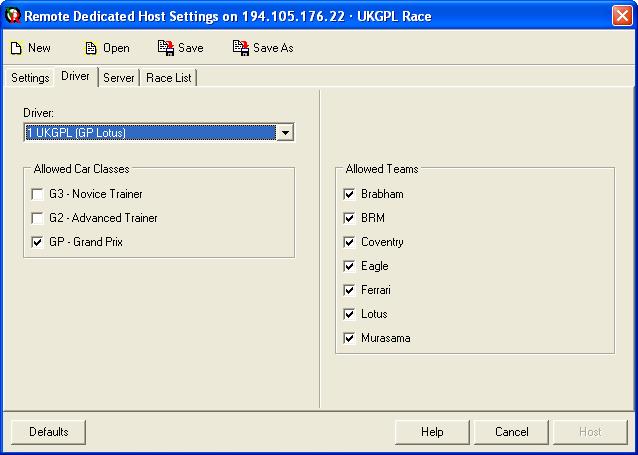 Remote Dedicated Host Settings on 194.105.176.22 - UKGPL Race
New Open Save Save As
Settings Driver Server Race List
Driver:
1 UKGPL (GP Lotus)
Allowed Car Classes
G3 - Novice Trainer
G2 - Advanced Trainer
GP - Grand Prix
Allowed Teams
Brabham
BRM
Coventry
Eagle
Ferrari
Lotus
Murasama
Defaults Help Cancel Host